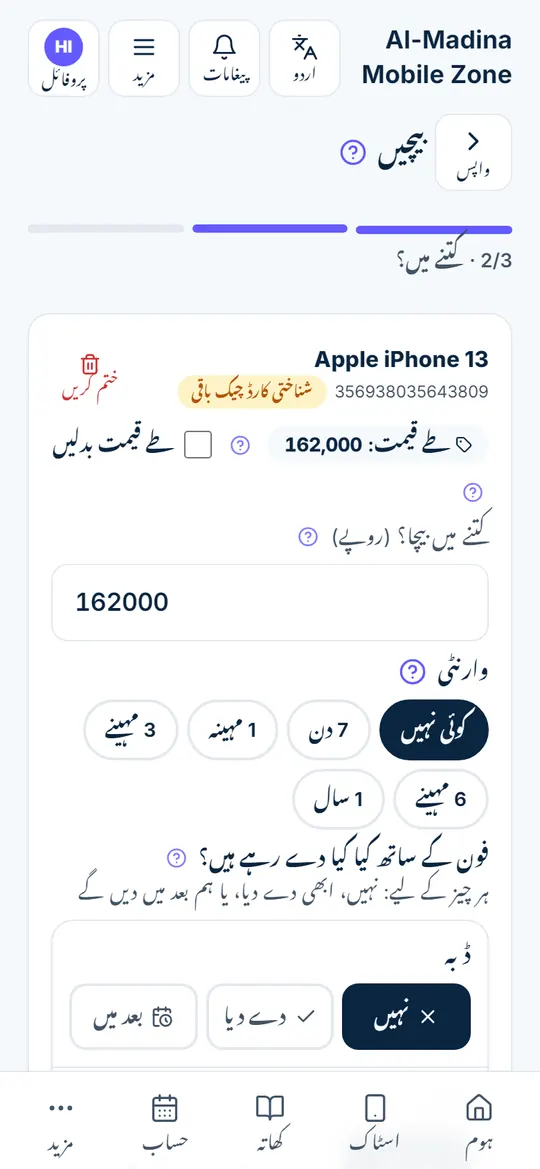 Al-Madina Mobile Zone
اردو
پیغامات
مزید
HI
پروفائل
واپس
بیچیں
2/3 · کتنے میں؟
Apple iPhone 13
356938035643809
شناختی کارڈ چیک باقی
ختم کریں
طے قیمت: 162,000
طے قیمت بدلیں
کتنے میں بیچا؟ (روپے)
162000
وارنٹی
کوئی نہیں
7 دن
1 مہینہ
3 مہینے
6 مہینے
1 سال
فون کے ساتھ کیا کیا دے رہے ہیں؟
ہر چیز کے لیے: نہیں، ابھی دے دیا، یا ہم بعد میں دیں گے
ڈبہ
نہیں
دے دیا
بعد میں
ہوم
اسٹاک
کھاتہ
حساب
مزید